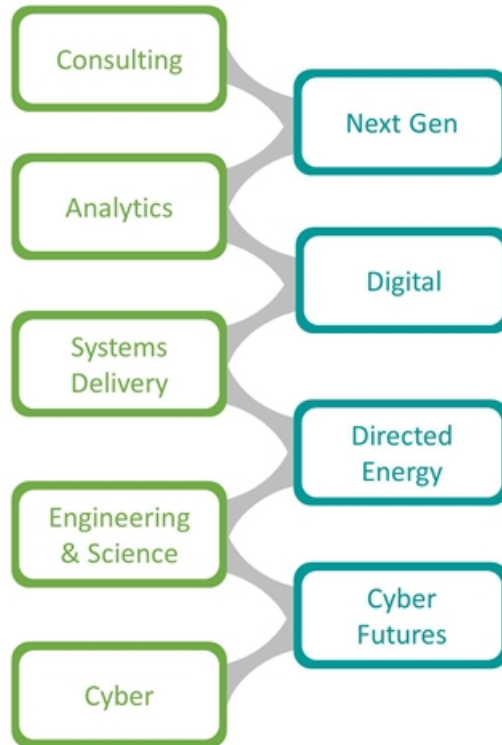 Consulting
Next Gen
Analytics
Digital
Systems
Delivery
Directed
Energy
Engineering
& Science
Cyber
Futures
Cyber